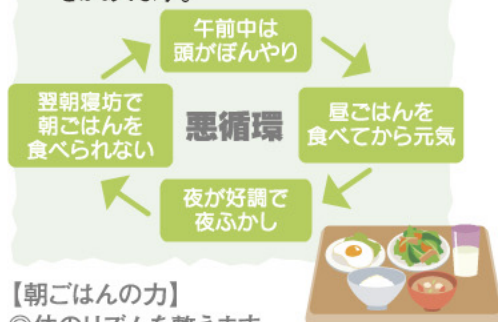 午前中は
頭がぼんやり
翌朝寝坊で
朝ごはんを
食べられない
悪循環
昼ごはんを
食べてから元気
夜が好調で
夜ふかし
【朝ごはんの力】